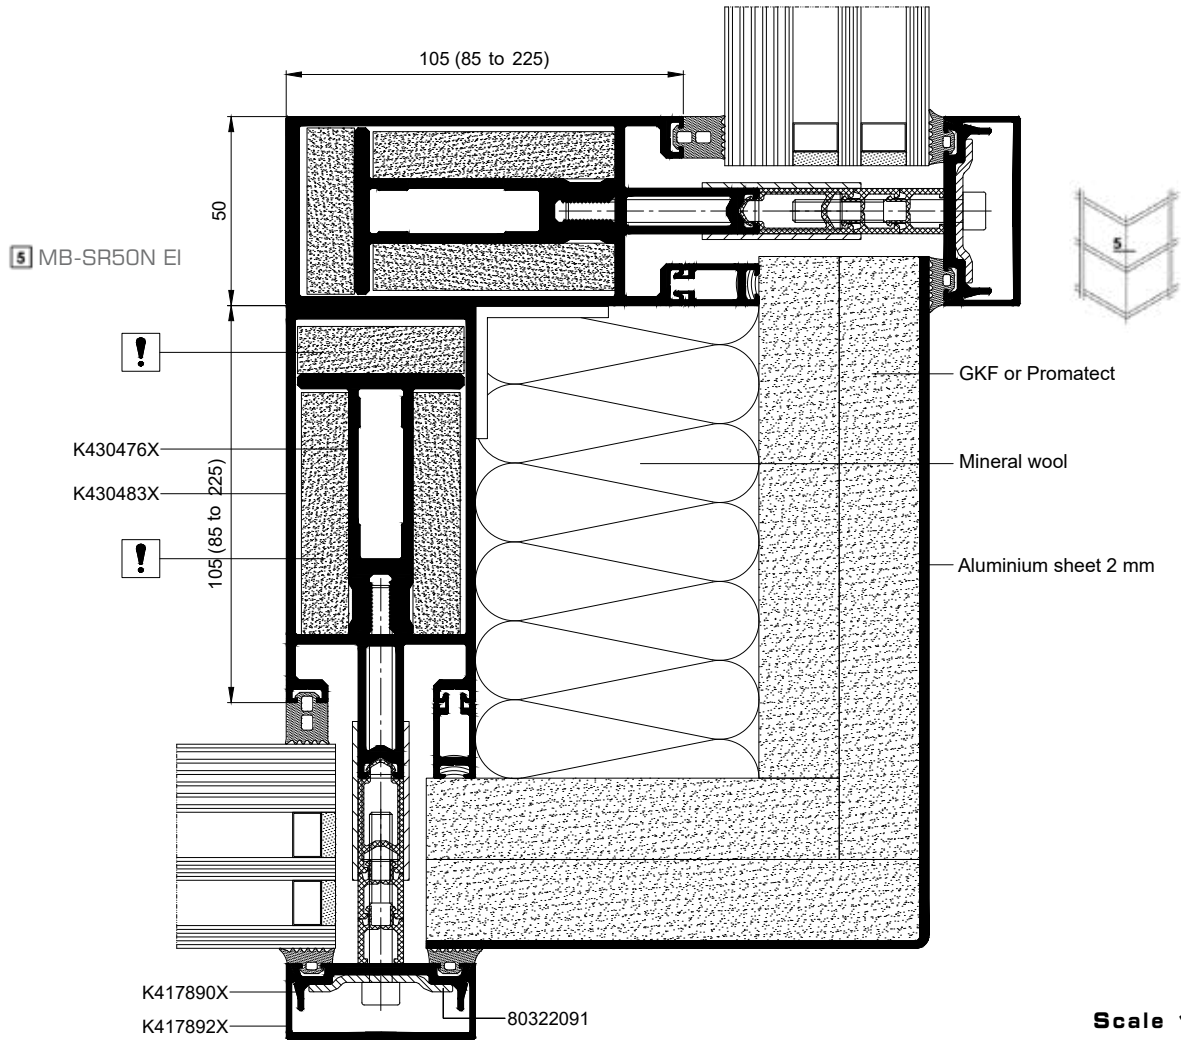 105 (85 to 225)
50
5 MB-SR50N EI
5
!
GKF or Promatect
K430476X
Mineral wool
K430483X
105 (85 to 225)
!
Aluminium sheet 2 mm
K417890X
80322091
K417892X
Scale